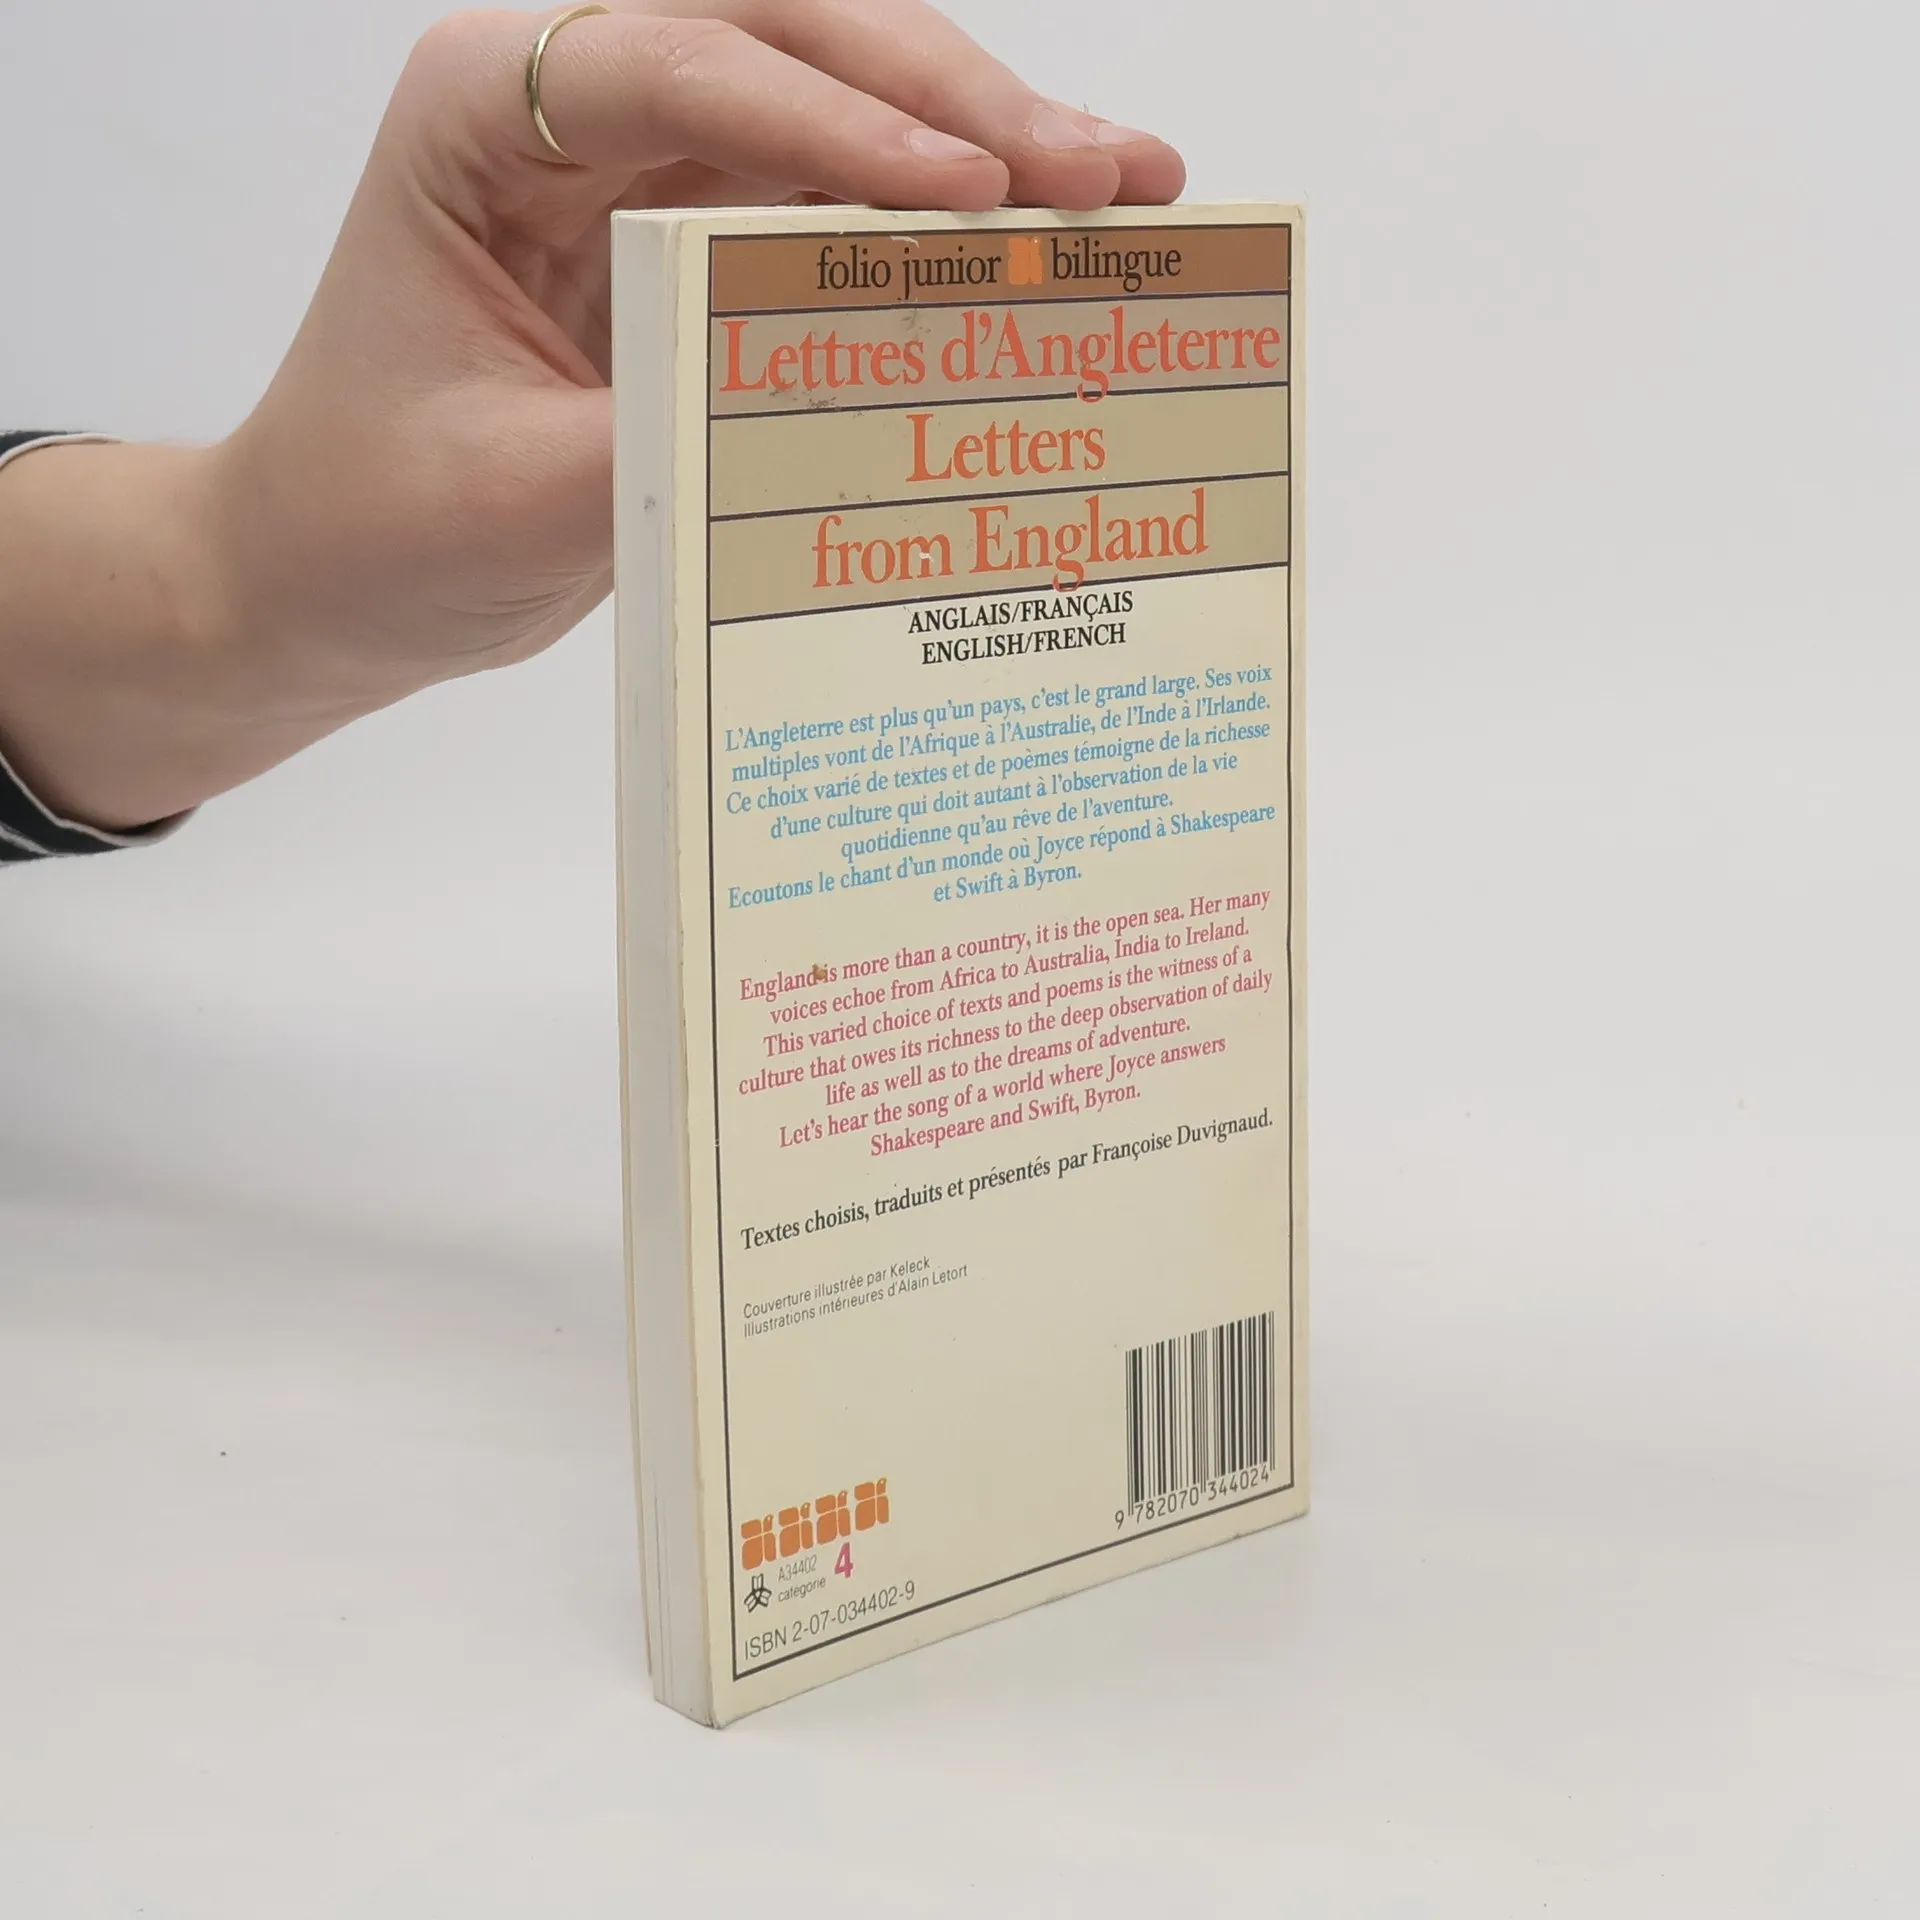 folio junior bilingue
Lettres d'Angleterre
Letters
from England
ANGLAIS/FRANÇAIS
ENGLISH/FRENCH
L'Angleterre est plus qu'un pays, c'est le grand large. Ses voix
multiples vont de l'Afrique à l'Australie, de l'Inde à l'Irlande.
Ce choix varié de textes et de poèmes témoigne de la richesse
d'une culture qui doit autant à l'observation de la vie
quotidienne qu'au rêve de l'aventure.
Ecoutons le chant d'un monde où Joyce répond à Shakespeare
et Swift à Byron.
England is more than a country, it is the open sea. Her many
voices echoe from Africa to Australia, India to Ireland.
This varied choice of texts and poems is the witness of a
culture that owes its richness to the deep observation of daily
life as well as to the dreams of adventure.
Let's hear the song of a world where Joyce answers
Shakespeare and Swift, Byron.
Textes choisis, traduits et présentés par Françoise Duvignaud.
Couverture illustrée par Keleck
Illustrations intérieures d'Alain Letort
9 782070 344024
A34402
catégorie 4
ISBN 2-07-034402-9